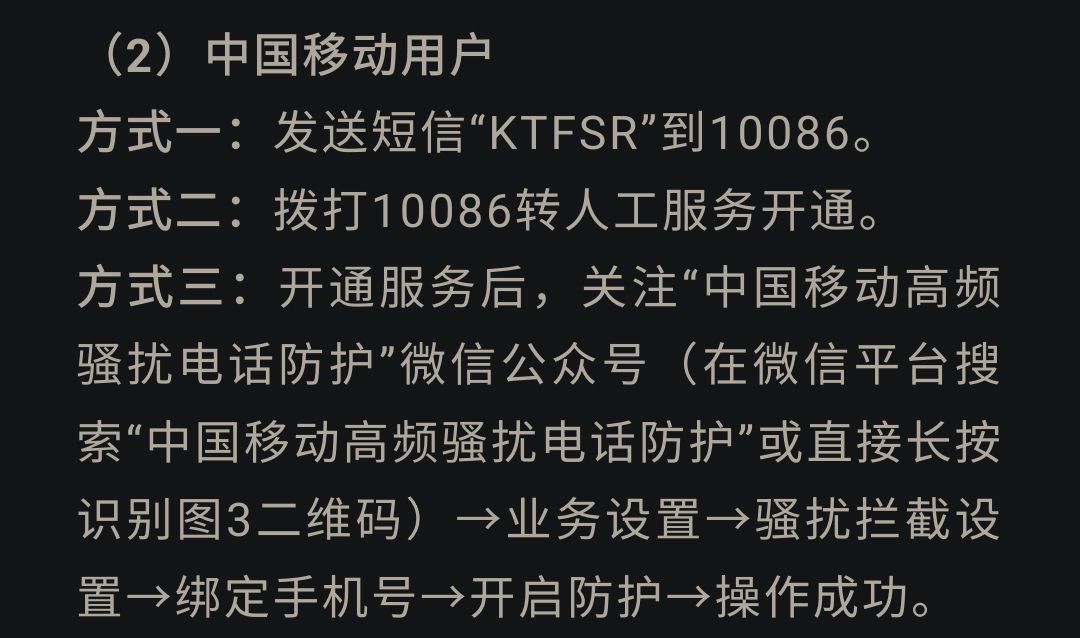 （2）中国移动用户
方式一：发送短信“KTFSR”到10086。
方式二：拨打10086转人工服务开通。
方式三：开通服务后，关注“中国移动高频
骚扰电话防护”微信公众号（在微信平台搜
索“中国移动高频骚扰电话防护”或直接长按
识别图3二维码）→业务设置→骚扰拦截设
置→绑定手机号→开启防护→操作成功。